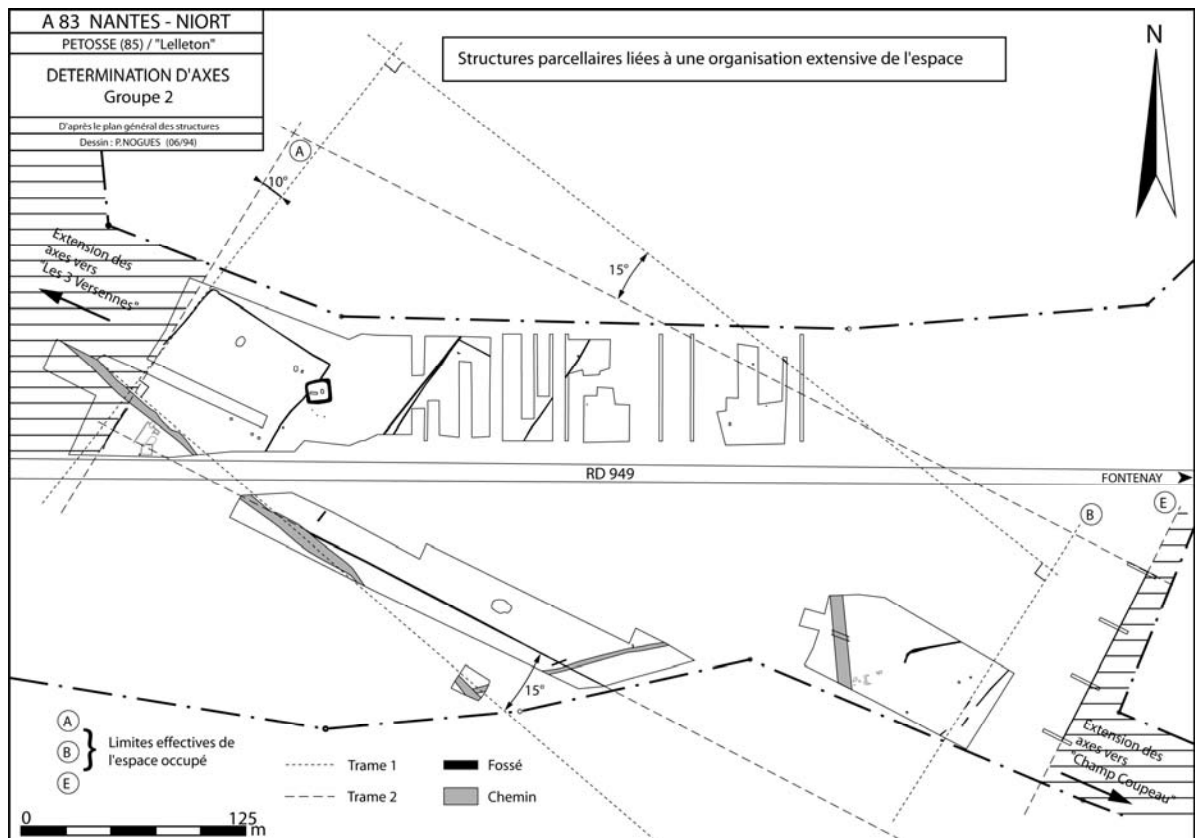 A 83 NANTES - NIORT
PETOSSE (85) / "Lelleton"
DETERMINATION D'AXES
Groupe 2
D'après le plan général des structures
Dessin : P.NOGUES (06/94)
Structures parcellaires liées à une organisation extensive de l'espace
N
A
10°
15°
Extension des
axes vers
"Les 3 Versennes"
RD 949
FONTENAY
B
E
15°
Extension des
axes vers
"Champ Coupeau"
A
B
E
Limites effectives de
l'espace occupé
Trame 1
Trame 2
Fossé
Chemin
0
125
m